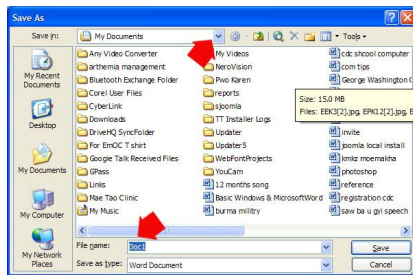 Save As
Save in:
My Documents
Tools
My Recent
Documents
Desktop
My Documents
My Computer
My Network
Places
Any Video Converter
arthemia management
Bluetooth Exchange Folder
Corel User Files
CyberLink
Downloads
DriveHQ SyncFolder
For EmOC T shirt
Google Talk Received Files
GPass
Links
Mae Tao Clinic
My Music
My Videos
NeroVision
Pwo Karen
reports
sjoomla
TT Installer Logs
Updater
Updater5
WebFontProjects
YouCam
12 months song
Basic Windows & MicrosoftWord
burma militry
cdc shcool computer
com tips
George Washington C
Size: 15.0 MB
Files: EEK3[2].jpg, EPK12[2].jpg, E
invite
joomla local install
kmkz moemakha
photoshop
reference
registration cdc
saw ba u gyi speech
File name:
Doc1
Save
Save as type:
Word Document
Cancel